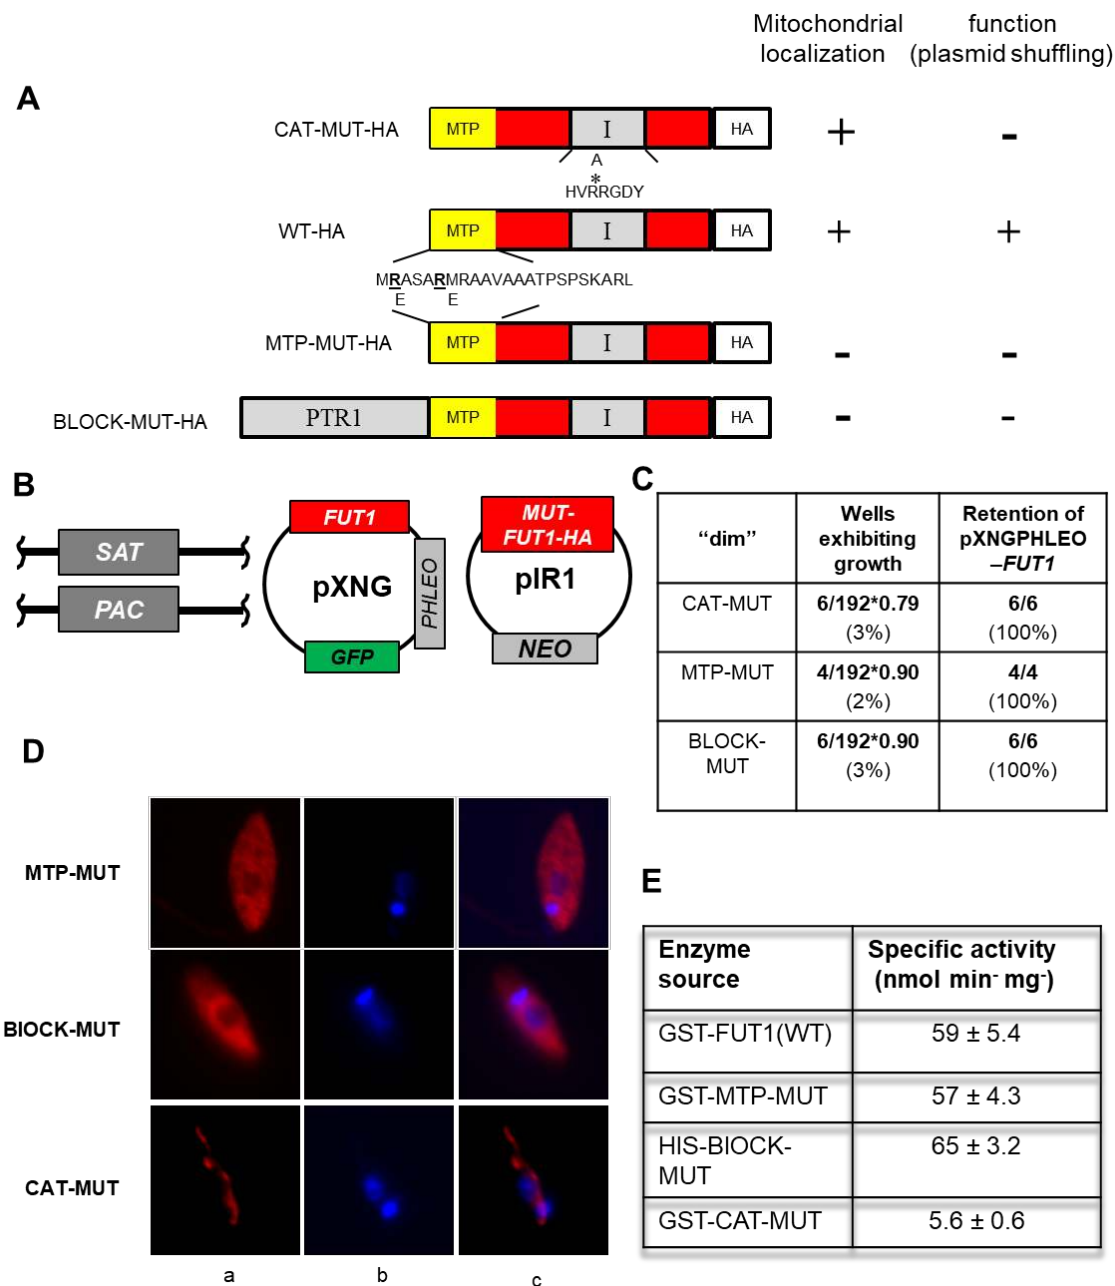 Mitochondrial function
localization (plasmid shuffling)
A
CAT-MUT-HA MTP I HA + -
A
*
HVRRGDY
WT-HA MTP I HA + +
MRASARMRAAVAAATPSPSKARL
E E
MTP-MUT-HA MTP I HA - -
BLOCK-MUT-HA PTR1 MTP I HA - -
B
SAT
PAC
FUT1
pXNG
PHLEO
GFP
MUT-
FUT1-HA
pIR1
NEO
C
"dim"
Wells
exhibiting
growth
Retention of
pXNGPHLEO
–FUT1
CAT-MUT 6/192*0.79 6/6
(3%) (100%)
MTP-MUT 4/192*0.90 4/4
(2%) (100%)
BLOCK- 6/192*0.90 6/6
MUT (3%) (100%)
D
MTP-MUT
BIOCK-MUT
CAT-MUT
a b c
E
Enzyme
source
Specific activity
(nmol min- mg-)
GST-FUT1(WT) 59 ± 5.4
GST-MTP-MUT 57 ± 4.3
HIS-BIOCK- 65 ± 3.2
MUT
GST-CAT-MUT 5.6 ± 0.6